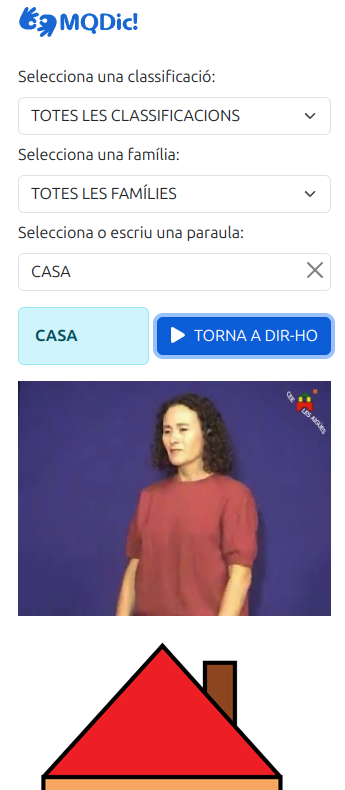 MQDic!
Selecciona una classificació:
TOTES LES CLASSIFICACIONS
Selecciona una família:
TOTES LES FAMÍLIES
Selecciona o escriu una paraula:
CASA
CASA
TORNA A DIR-HO
CEE
LES AIGÜES